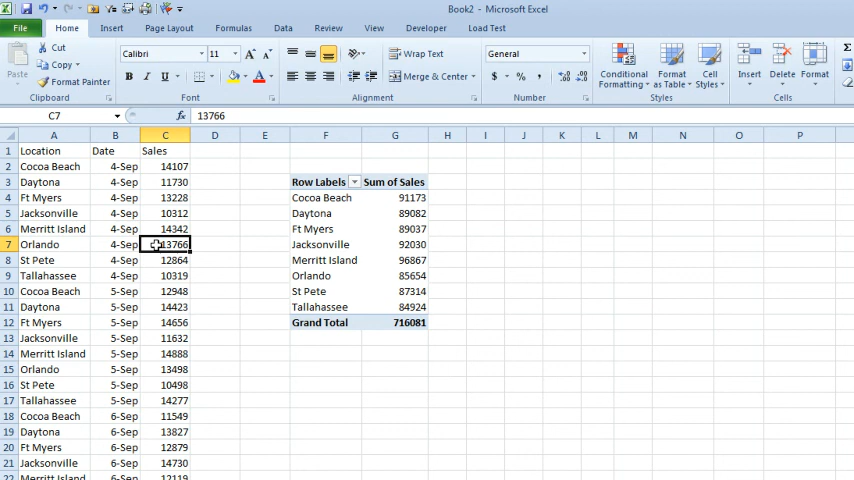 Book2 - Microsoft Excel
File Home Insert Page Layout Formulas Data Review View Developer Load Test
Cut
Copy
Format Painter
Paste
Clipboard
Calibri 11 A A
B I U A
Font
Wrap Text
Merge & Center
Alignment
General
$ % ,
Number
Conditional Formatting
Format as Table
Cell Styles
Styles
Insert Delete Format
Cells
C7 fx 13766
A B C D E F G H I J K L M N O P
1 Location Date Sales
2 Cocoa Beach 4-Sep 14107
3 Daytona 4-Sep 11730 Row Labels Sum of Sales
4 Ft Myers 4-Sep 13228 Cocoa Beach 91173
5 Jacksonville 4-Sep 10312 Daytona 89082
6 Merritt Island 4-Sep 14342 Ft Myers 89037
7 Orlando 4-Sep 13766 Jacksonville 92030
8 St Pete 4-Sep 12864 Merritt Island 96867
9 Tallahassee 4-Sep 10319 Orlando 85654
10 Cocoa Beach 5-Sep 12948 St Pete 87314
11 Daytona 5-Sep 14423 Tallahassee 84924
12 Ft Myers 5-Sep 14656 Grand Total 716081
13 Jacksonville 5-Sep 11632
14 Merritt Island 5-Sep 14888
15 Orlando 5-Sep 13498
16 St Pete 5-Sep 10498
17 Tallahassee 5-Sep 14277
18 Cocoa Beach 6-Sep 11549
19 Daytona 6-Sep 13827
20 Ft Myers 6-Sep 12879
21 Jacksonville 6-Sep 14730
22 Merritt Island 6-Sep 12119